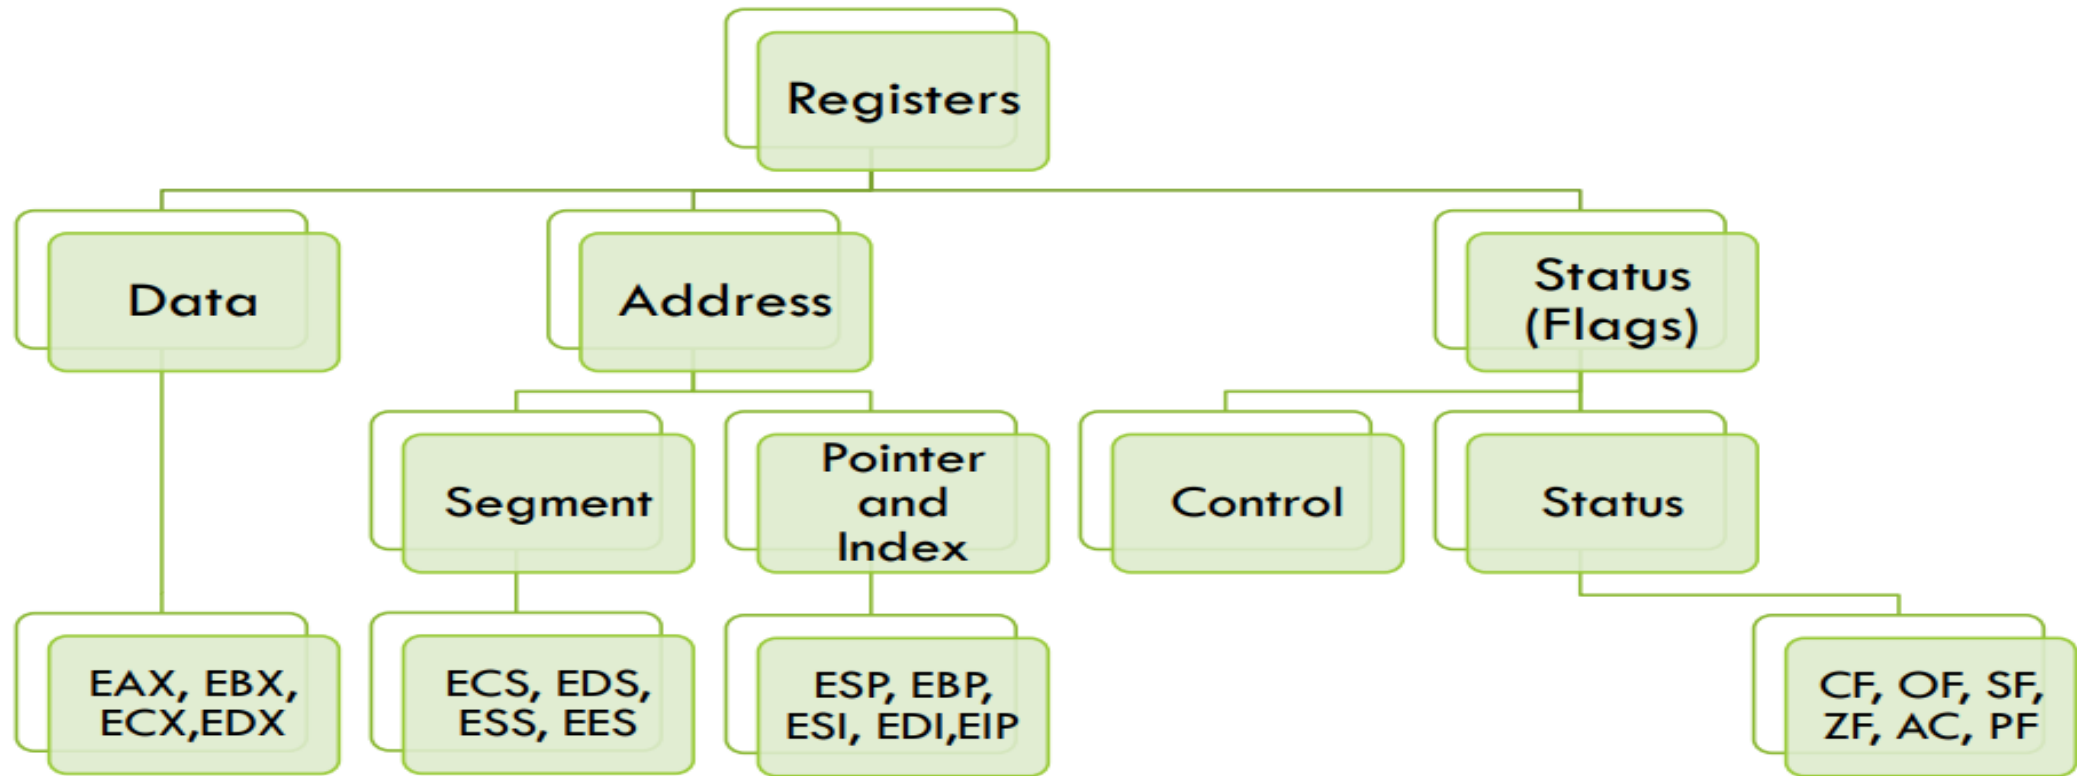 Registers
Data
Address
Status
(Flags)
Segment
Pointer
and
Index
Control
Status
EAX, EBX,
ECX,EDX
ECS, EDS,
ESS, EES
ESP, EBP,
ESI, EDI,EIP
CF, OF, SF,
ZF, AC, PF